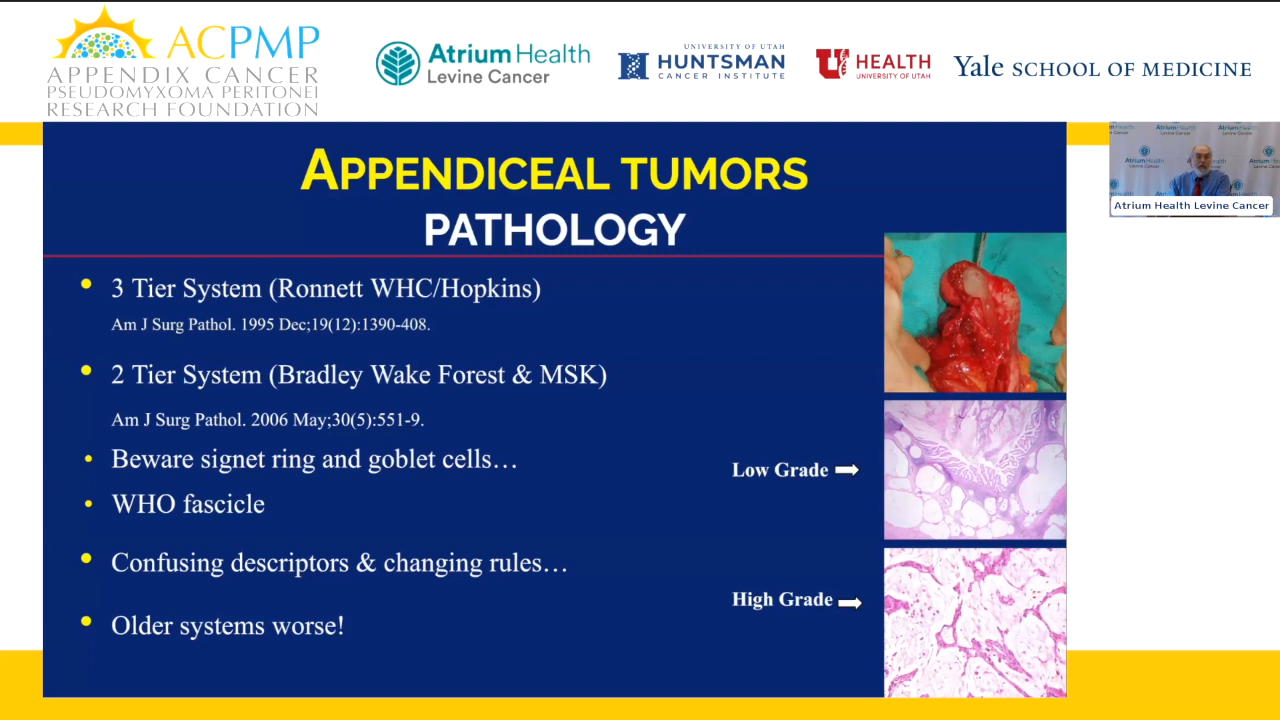 ACPMP
APPENDIX CANCER
PSEUDOMYXOMA PERITONEI
RESEARCH FOUNDATION
Atrium Health
Levine Cancer
UNIVERSITY OF UTAH
HUNTSMAN
CANCER INSTITUTE
U
HEALTH
UNIVERSITY OF UTAH
Yale SCHOOL OF MEDICINE
APPENDICEAL TUMORS
PATHOLOGY
• 3 Tier System (Ronnett WHC/Hopkins)
Am J Surg Pathol. 1995 Dec;19(12):1390-408.
• 2 Tier System (Bradley Wake Forest & MSK)
Am J Surg Pathol. 2006 May;30(5):551-9.
• Beware signet ring and goblet cells…
• WHO fascicle
• Confusing descriptors & changing rules…
• Older systems worse!
Low Grade
High Grade
Atrium Health
Levine Cancer
Atrium Health Levine Cancer